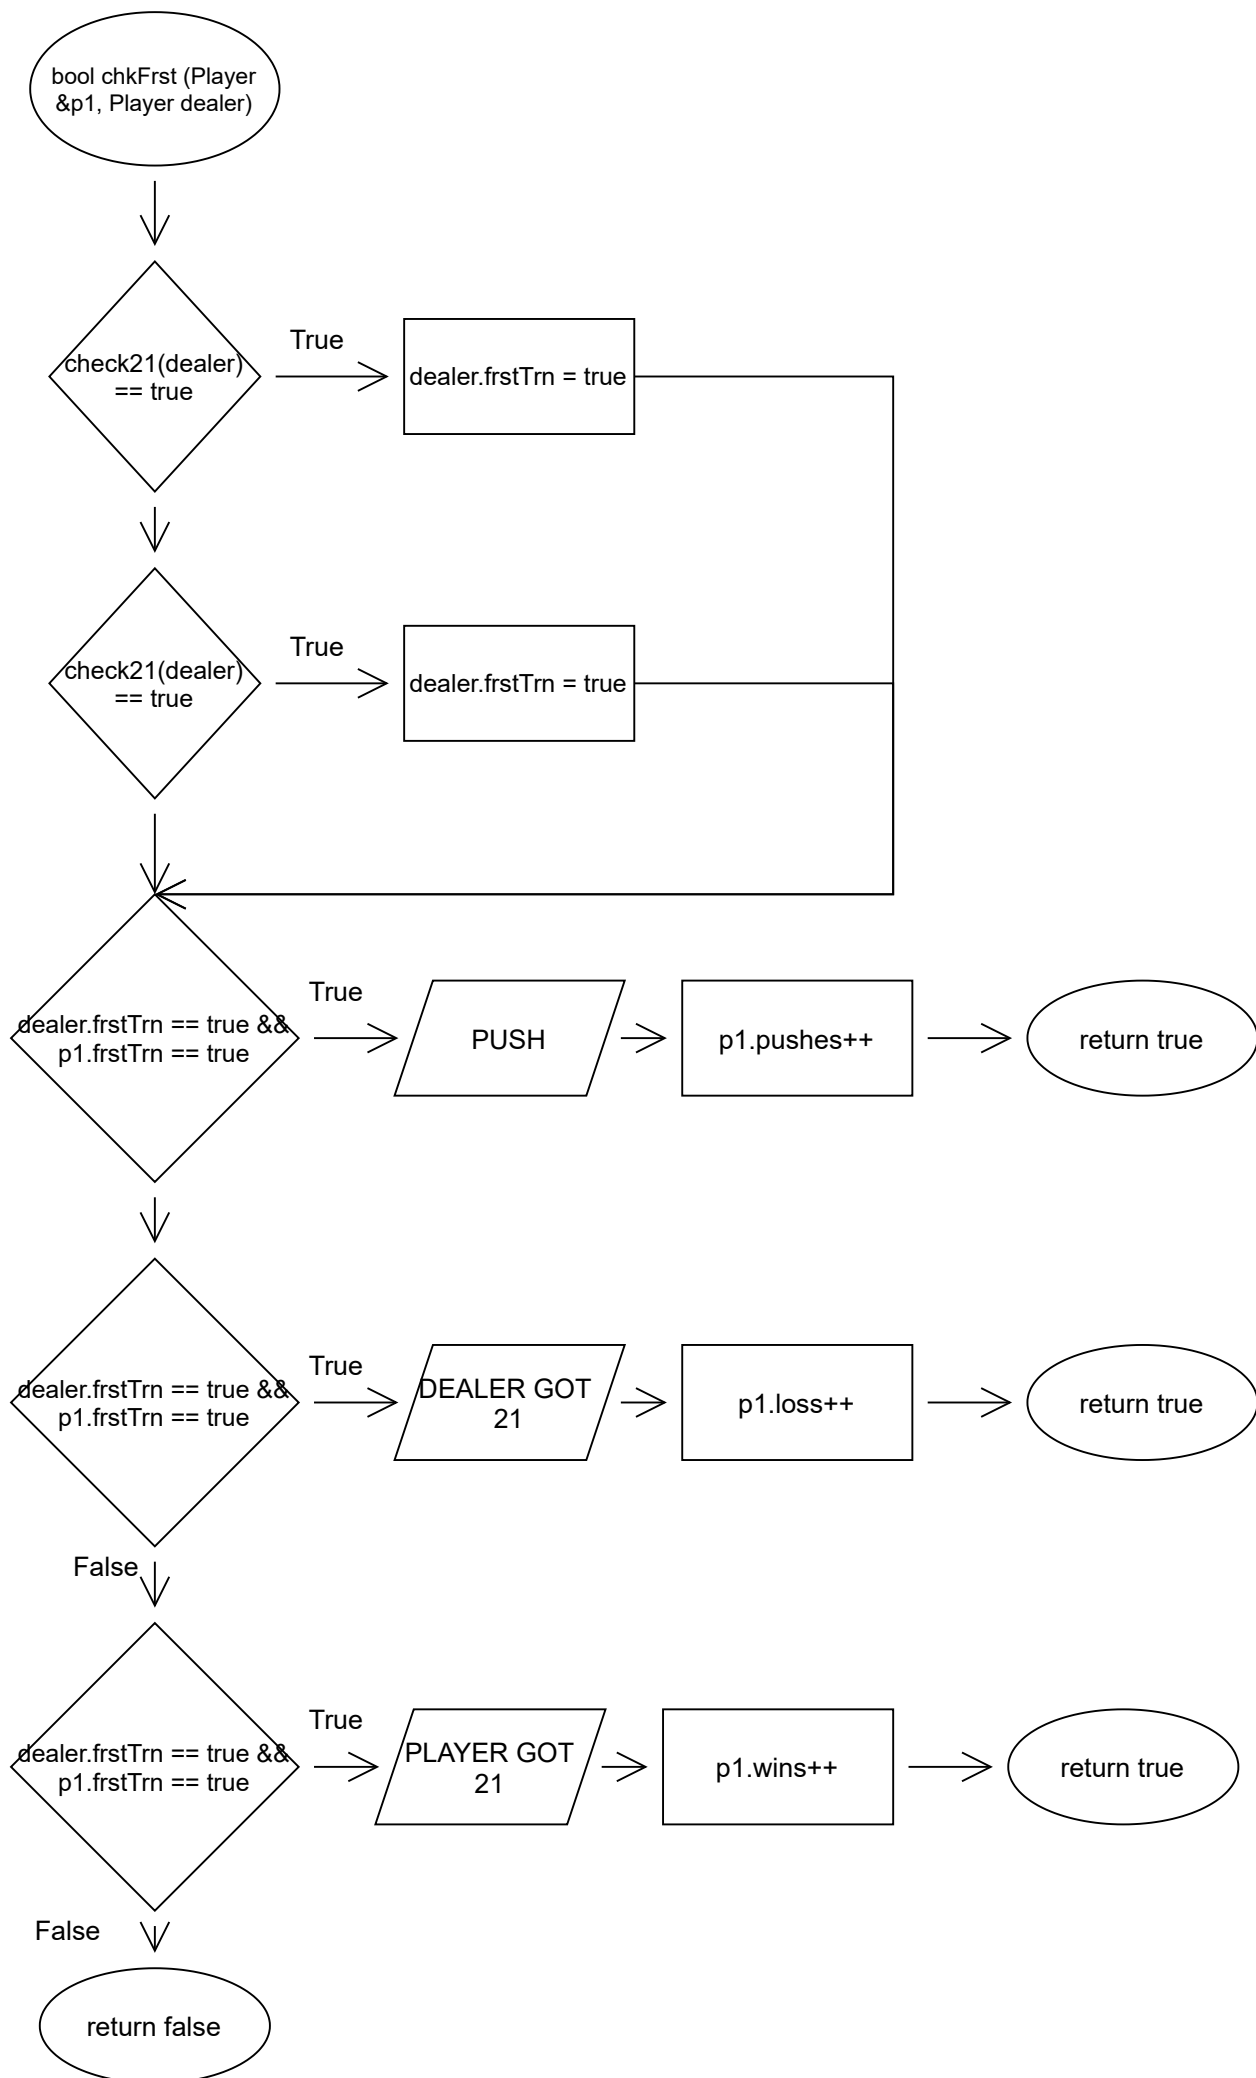 bool chkFrst (Player
&p1, Player dealer)
check21(dealer)
== true
True
dealer.frstTrn = true
check21(dealer)
== true
True
dealer.frstTrn = true
dealer.frstTrn == true &&
p1.frstTrn == true
True
PUSH
p1.pushes++
return true
dealer.frstTrn == true &&
p1.frstTrn == true
True
DEALER GOT
21
p1.loss++
return true
False
dealer.frstTrn == true &&
p1.frstTrn == true
True
PLAYER GOT
21
p1.wins++
return true
False
return false